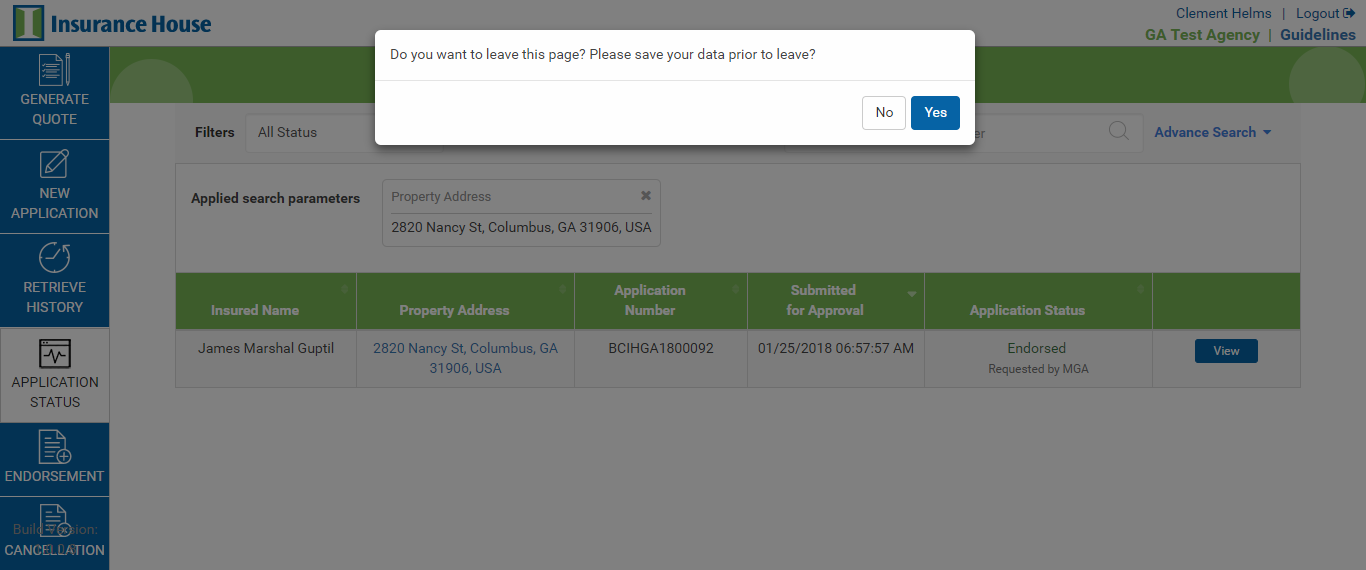 Insurance House
Clement Helms | Logout
GA Test Agency | Guidelines
Do you want to leave this page? Please save your data prior to leave?
No
Yes
GENERATE
QUOTE
NEW
APPLICATION
RETRIEVE
HISTORY
APPLICATION
STATUS
ENDORSEMENT
CANCELLATION
Build Version:
Filters
All Status
er
Advance Search
Applied search parameters
Property Address
2820 Nancy St, Columbus, GA 31906, USA
Insured Name
Property Address
Application
Number
Submitted
for Approval
Application Status
James Marshal Guptil
2820 Nancy St, Columbus, GA
31906, USA
BCIHGA1800092
01/25/2018 06:57:57 AM
Endorsed
Requested by MGA
View